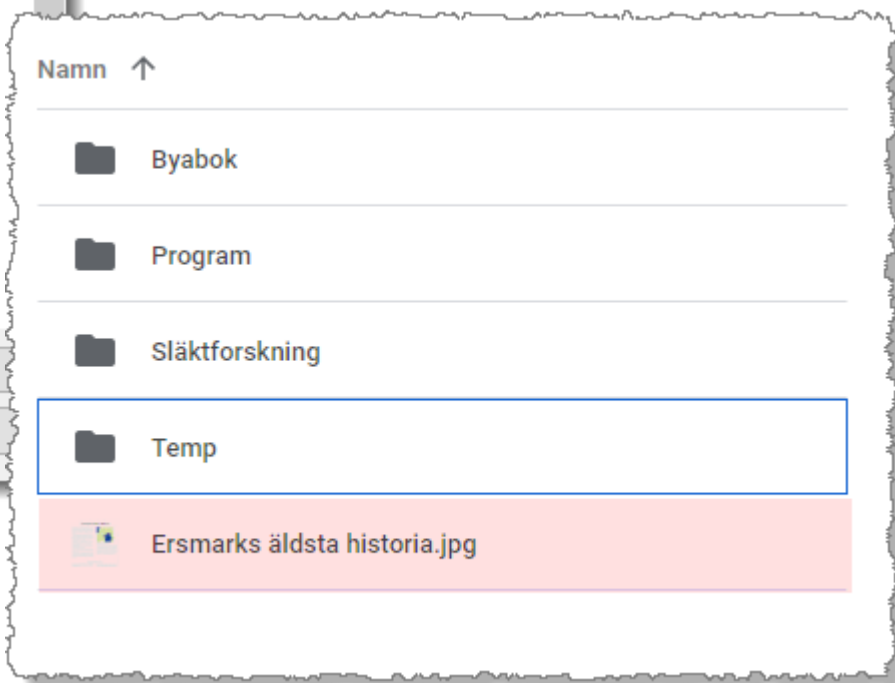 Namn
Byabok
Program
Släktforskning
Temp
Ersmarks äldsta historia.jpg